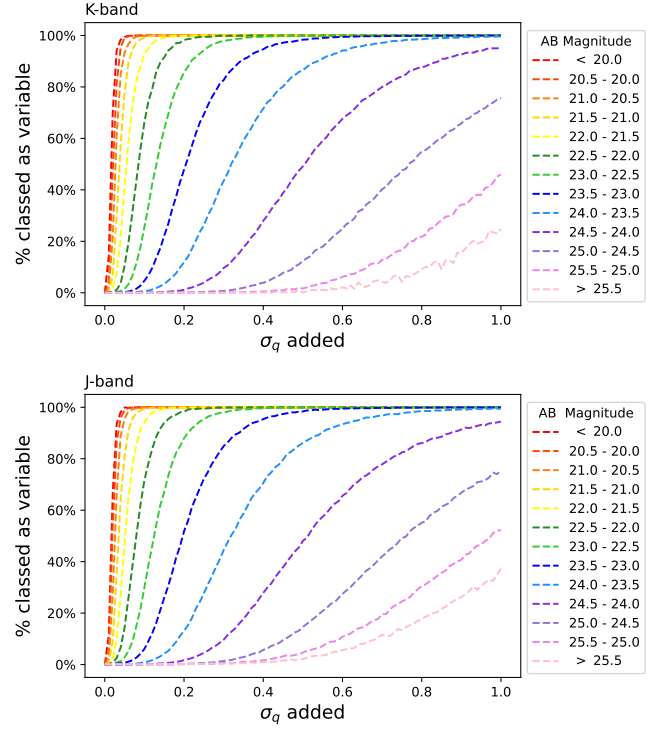 K-band
% classed as variable
100%
80%
60%
40%
20%
0%
0.0 0.2 0.4 0.6 0.8 1.0
σq added
AB Magnitude
< 20.0
20.5 - 20.0
21.0 - 20.5
21.5 - 21.0
22.0 - 21.5
22.5 - 22.0
23.0 - 22.5
23.5 - 23.0
24.0 - 23.5
24.5 - 24.0
25.0 - 24.5
25.5 - 25.0
> 25.5
J-band
% classed as variable
100%
80%
60%
40%
20%
0%
0.0 0.2 0.4 0.6 0.8 1.0
σq added
AB Magnitude
< 20.0
20.5 - 20.0
21.0 - 20.5
21.5 - 21.0
22.0 - 21.5
22.5 - 22.0
23.0 - 22.5
23.5 - 23.0
24.0 - 23.5
24.5 - 24.0
25.0 - 24.5
25.5 - 25.0
> 25.5